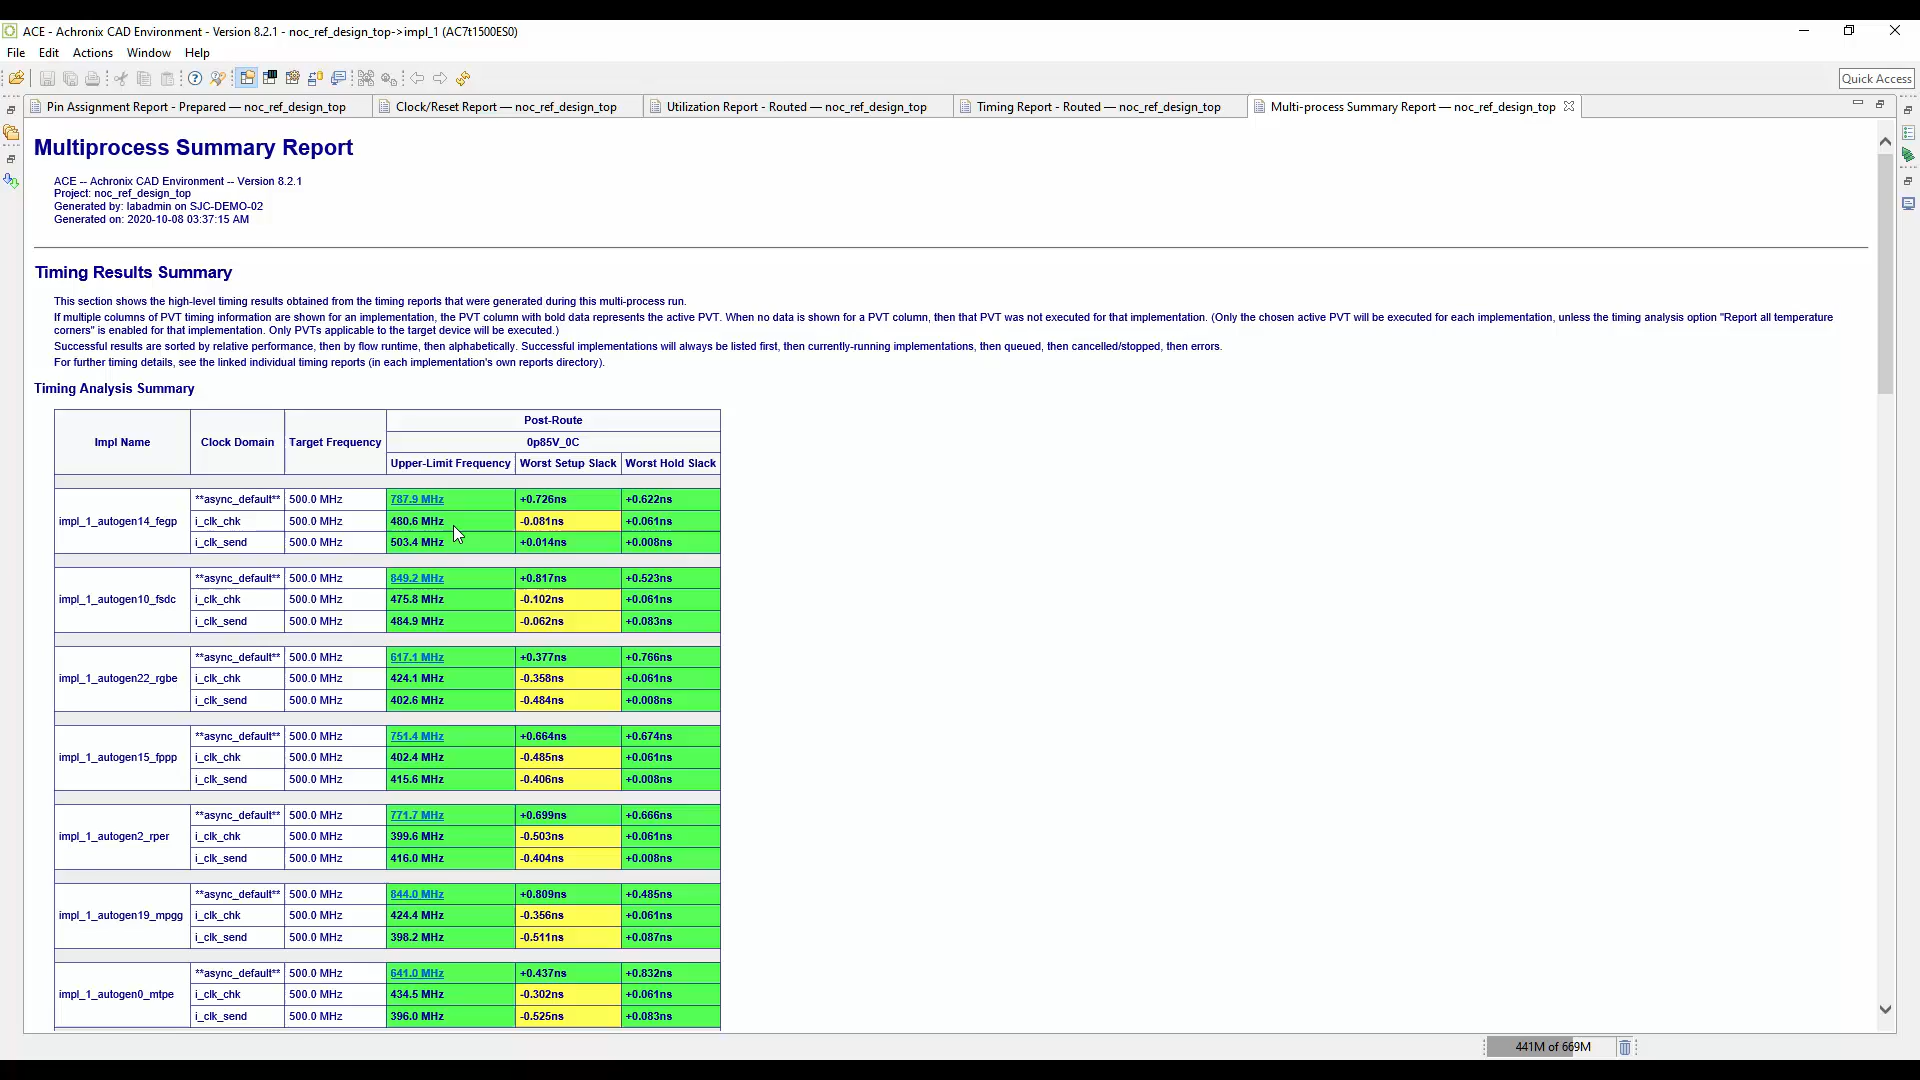 ACE - Achronix CAD Environment - Version 8.2.1 - noc_ref_design_top->impl_1 (AC7t1500ES0)
File Edit Actions Window Help
Quick Access
Pin Assignment Report - Prepared — noc_ref_design_top Clock/Reset Report — noc_ref_design_top Utilization Report - Routed — noc_ref_design_top Timing Report - Routed — noc_ref_design_top Multi-process Summary Report — noc_ref_design_top
Multiprocess Summary Report
ACE -- Achronix CAD Environment -- Version 8.2.1
Project: noc_ref_design_top
Generated by: labadmin on SJC-DEMO-02
Generated on: 2020-10-08 03:37:15 AM
Timing Results Summary
This section shows the high-level timing results obtained from the timing reports that were generated during this multi-process run.
If multiple columns of PVT timing information are shown for an implementation, the PVT column with bold data represents the active PVT. When no data is shown for a PVT column, then that PVT was not executed for that implementation. (Only the chosen active PVT will be executed for each implementation, unless the timing analysis option "Report all temperature
corners" is enabled for that implementation. Only PVTs applicable to the target device will be executed.)
Successful results are sorted by relative performance, then by flow runtime, then alphabetically. Successful implementations will always be listed first, then currently-running implementations, then queued, then cancelled/stopped, then errors.
For further timing details, see the linked individual timing reports (in each implementation's own reports directory).
Timing Analysis Summary
Post-Route
Impl Name Clock Domain Target Frequency 0p85V_0C
Upper-Limit Frequency Worst Setup Slack Worst Hold Slack
**async_default** 500.0 MHz 787.9 MHz +0.726ns +0.622ns
impl_1_autogen14_fegp i_clk_chk 500.0 MHz 480.6 MHz -0.081ns +0.061ns
i_clk_send 500.0 MHz 503.4 MHz +0.014ns +0.008ns
**async_default** 500.0 MHz 849.2 MHz +0.817ns +0.523ns
impl_1_autogen10_fsdc i_clk_chk 500.0 MHz 475.8 MHz -0.102ns +0.061ns
i_clk_send 500.0 MHz 484.9 MHz -0.062ns +0.083ns
**async_default** 500.0 MHz 617.1 MHz +0.377ns +0.766ns
impl_1_autogen22_rgbe i_clk_chk 500.0 MHz 424.1 MHz -0.358ns +0.061ns
i_clk_send 500.0 MHz 402.6 MHz -0.484ns +0.008ns
**async_default** 500.0 MHz 751.4 MHz +0.664ns +0.674ns
impl_1_autogen15_fppp i_clk_chk 500.0 MHz 402.4 MHz -0.485ns +0.061ns
i_clk_send 500.0 MHz 415.6 MHz -0.406ns +0.008ns
**async_default** 500.0 MHz 771.7 MHz +0.699ns +0.666ns
impl_1_autogen2_rper i_clk_chk 500.0 MHz 399.6 MHz -0.503ns +0.061ns
i_clk_send 500.0 MHz 416.0 MHz -0.404ns +0.008ns
**async_default** 500.0 MHz 844.0 MHz +0.809ns +0.485ns
impl_1_autogen19_mpgg i_clk_chk 500.0 MHz 424.4 MHz -0.356ns +0.061ns
i_clk_send 500.0 MHz 398.2 MHz -0.511ns +0.087ns
**async_default** 500.0 MHz 641.0 MHz +0.437ns +0.832ns
impl_1_autogen0_mtpe i_clk_chk 500.0 MHz 434.5 MHz -0.302ns +0.061ns
i_clk_send 500.0 MHz 396.0 MHz -0.525ns +0.083ns
441M of 669M